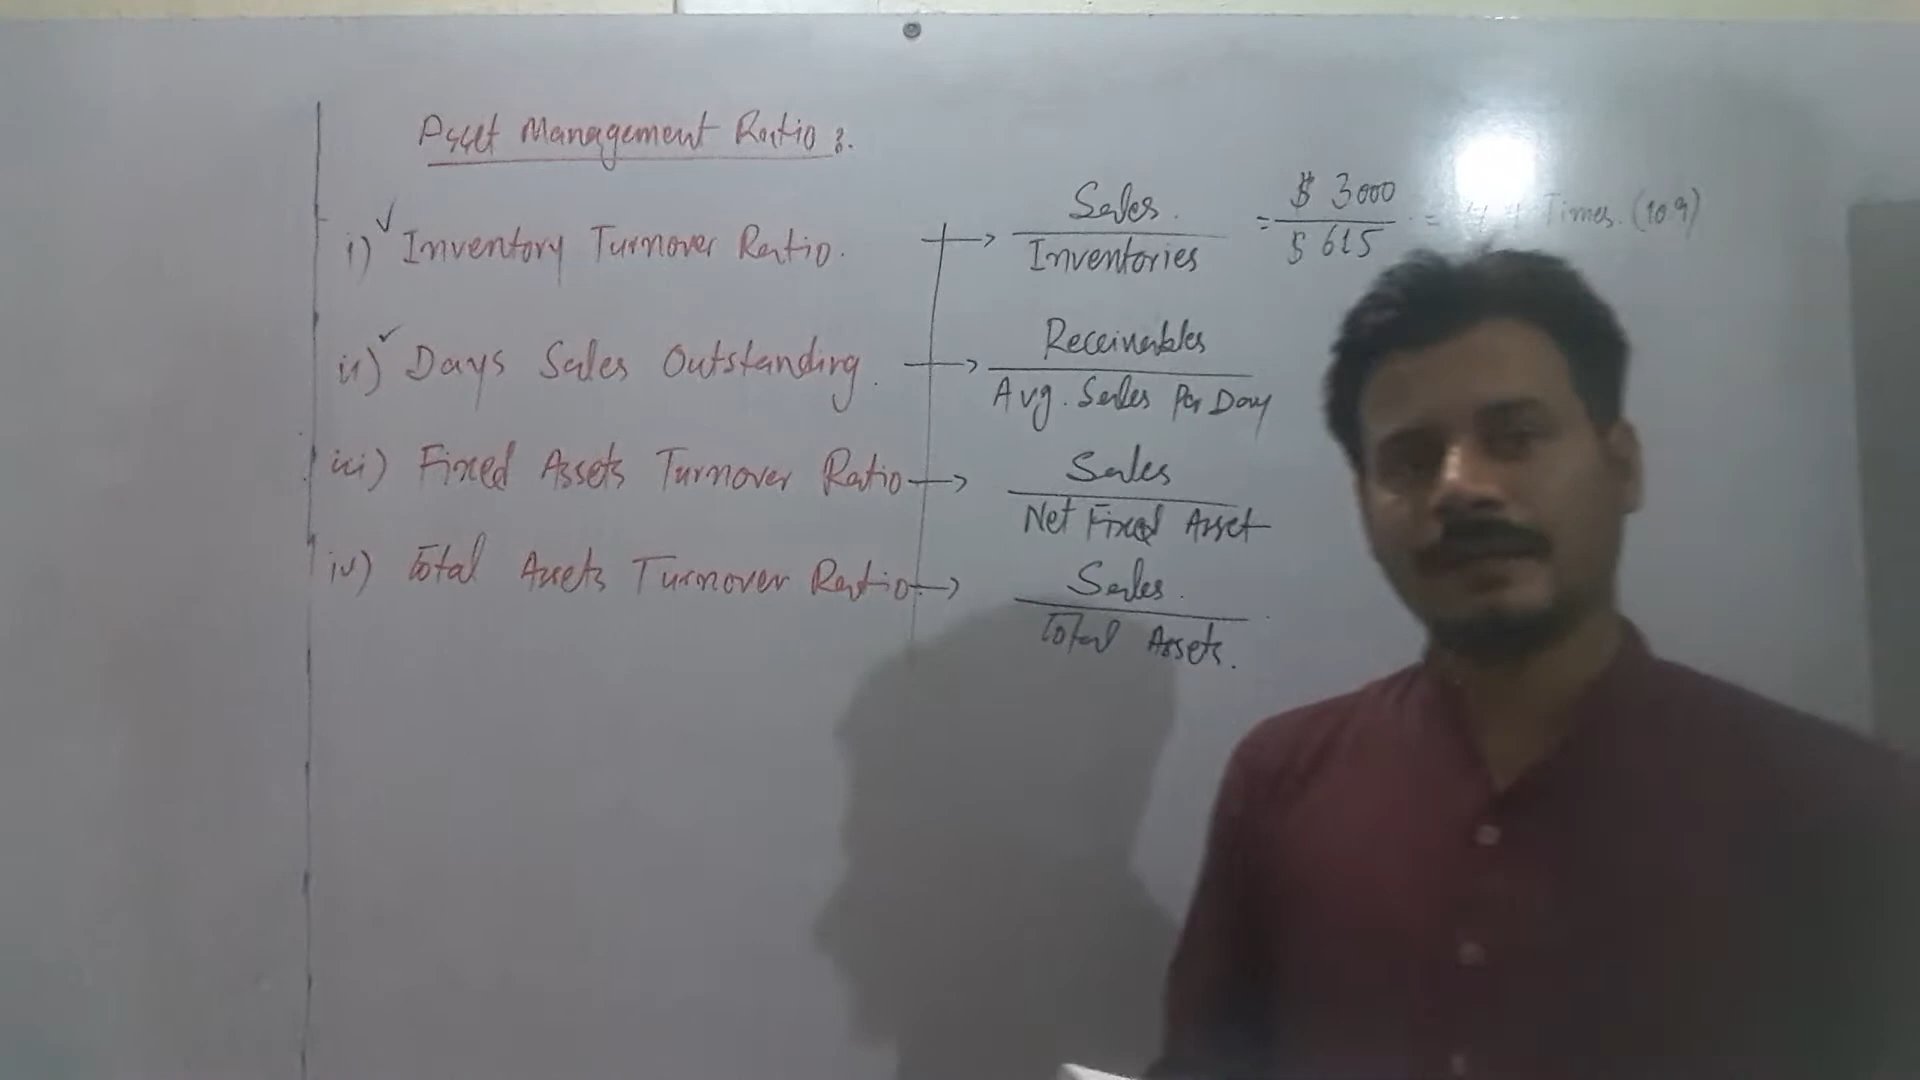 Asset Management Ratio :.
i) ✓ Inventory Turnover Ratio. → Sales. / Inventories = $ 3000 / $ 615 = Times. (10.9)
ii) ✓ Days Sales Outstanding. → Receivables / Avg. Sales Per Day
iii) Fixed Assets Turnover Ratio → Sales / Net Fixed Asset
iv) Total Assets Turnover Ratio → Sales. / Total Assets.